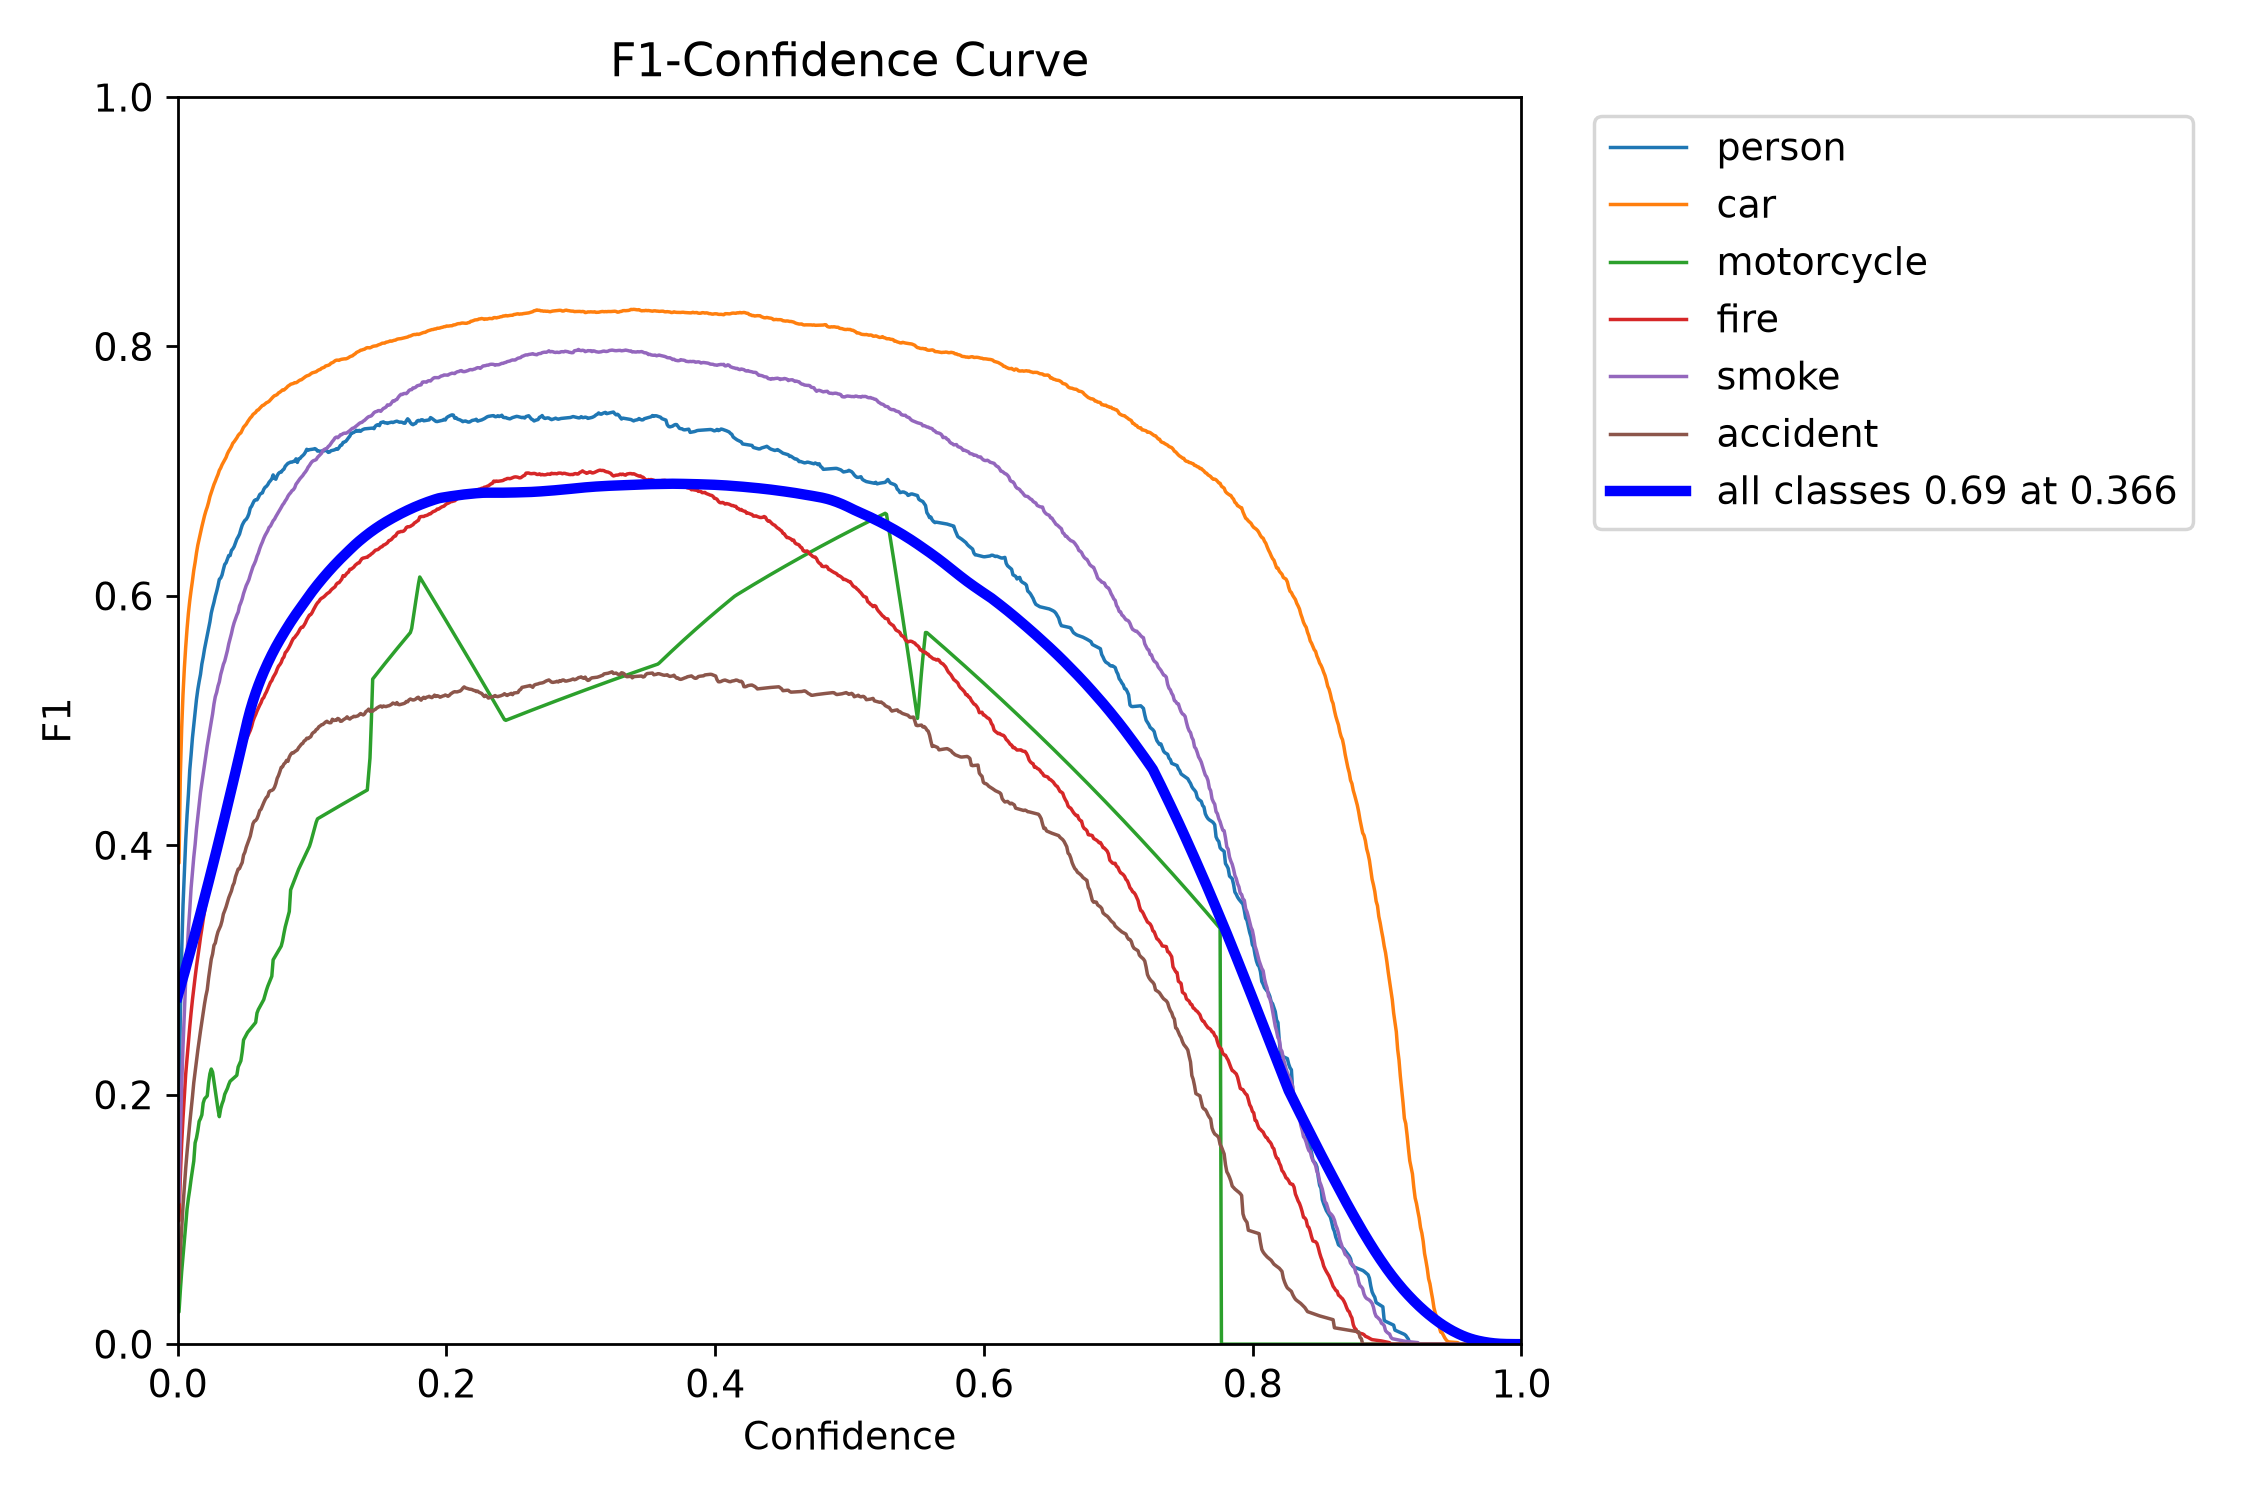 F1-Confidence Curve
1.0
0.8
0.6
0.4
0.2
0.0
F1
0.0 0.2 0.4 0.6 0.8 1.0
Confidence
person
car
motorcycle
fire
smoke
accident
all classes 0.69 at 0.366